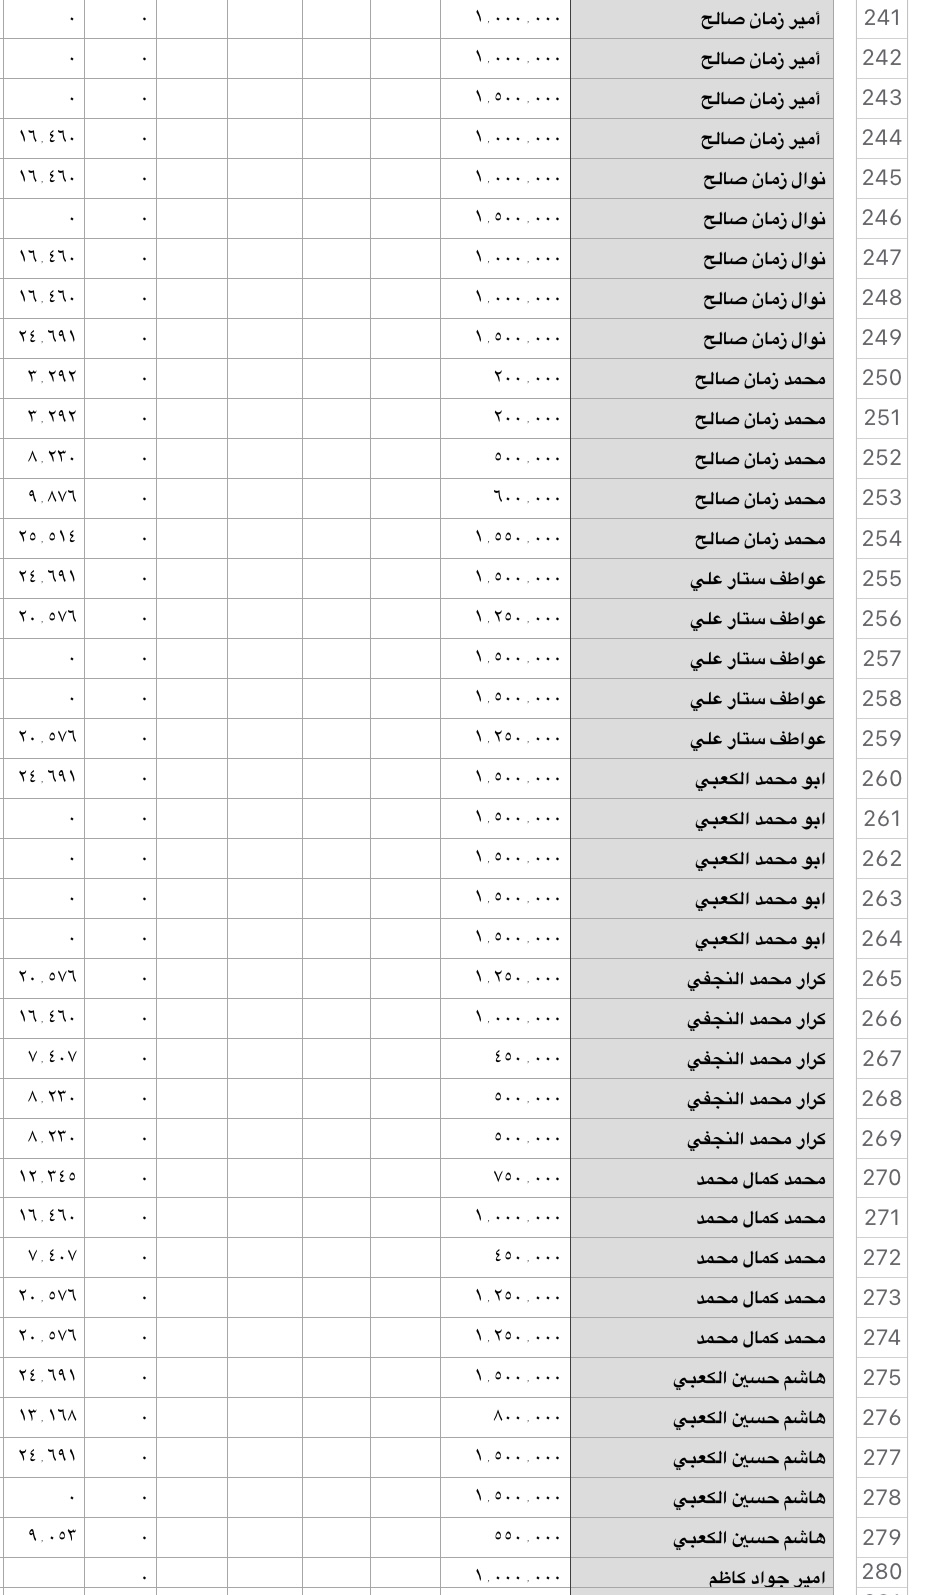 241 أمير زمان صالح ١,٠٠٠,٠٠٠ ٠ ٠
242 أمير زمان صالح ١,٠٠٠,٠٠٠ ٠ ٠
243 أمير زمان صالح ١,٥٠٠,٠٠٠ ٠ ٠
244 أمير زمان صالح ١,٠٠٠,٠٠٠ ٠ ١٦,٤٦٠
245 نوال زمان صالح ١,٠٠٠,٠٠٠ ٠ ١٦,٤٦٠
246 نوال زمان صالح ١,٥٠٠,٠٠٠ ٠ ٠
247 نوال زمان صالح ١,٠٠٠,٠٠٠ ٠ ١٦,٤٦٠
248 نوال زمان صالح ١,٠٠٠,٠٠٠ ٠ ١٦,٤٦٠
249 نوال زمان صالح ١,٥٠٠,٠٠٠ ٠ ٢٤,٦٩١
250 محمد زمان صالح ٢٠٠,٠٠٠ ٠ ٣,٢٩٢
251 محمد زمان صالح ٢٠٠,٠٠٠ ٠ ٣,٢٩٢
252 محمد زمان صالح ٥٠٠,٠٠٠ ٠ ٨,٢٣٠
253 محمد زمان صالح ٦٠٠,٠٠٠ ٠ ٩,٨٧٦
254 محمد زمان صالح ١,٥٥٠,٠٠٠ ٠ ٢٥,٥١٤
255 عواطف ستار علي ١,٥٠٠,٠٠٠ ٠ ٢٤,٦٩١
256 عواطف ستار علي ١,٢٥٠,٠٠٠ ٠ ٢٠,٥٧٦
257 عواطف ستار علي ١,٥٠٠,٠٠٠ ٠ ٠
258 عواطف ستار علي ١,٥٠٠,٠٠٠ ٠ ٠
259 عواطف ستار علي ١,٢٥٠,٠٠٠ ٠ ٢٠,٥٧٦
260 ابو محمد الكعبي ١,٥٠٠,٠٠٠ ٠ ٢٤,٦٩١
261 ابو محمد الكعبي ١,٥٠٠,٠٠٠ ٠ ٠
262 ابو محمد الكعبي ١,٥٠٠,٠٠٠ ٠ ٠
263 ابو محمد الكعبي ١,٥٠٠,٠٠٠ ٠ ٠
264 ابو محمد الكعبي ١,٥٠٠,٠٠٠ ٠ ٠
265 كرار محمد النجفي ١,٢٥٠,٠٠٠ ٠ ٢٠,٥٧٦
266 كرار محمد النجفي ١,٠٠٠,٠٠٠ ٠ ١٦,٤٦٠
267 كرار محمد النجفي ٤٥٠,٠٠٠ ٠ ٧,٤٠٧
268 كرار محمد النجفي ٥٠٠,٠٠٠ ٠ ٨,٢٣٠
269 كرار محمد النجفي ٥٠٠,٠٠٠ ٠ ٨,٢٣٠
270 محمد كمال محمد ٧٥٠,٠٠٠ ٠ ١٢,٣٤٥
271 محمد كمال محمد ١,٠٠٠,٠٠٠ ٠ ١٦,٤٦٠
272 محمد كمال محمد ٤٥٠,٠٠٠ ٠ ٧,٤٠٧
273 محمد كمال محمد ١,٢٥٠,٠٠٠ ٠ ٢٠,٥٧٦
274 محمد كمال محمد ١,٢٥٠,٠٠٠ ٠ ٢٠,٥٧٦
275 هاشم حسين الكعبي ١,٥٠٠,٠٠٠ ٠ ٢٤,٦٩١
276 هاشم حسين الكعبي ٨٠٠,٠٠٠ ٠ ١٣,١٦٨
277 هاشم حسين الكعبي ١,٥٠٠,٠٠٠ ٠ ٢٤,٦٩١
278 هاشم حسين الكعبي ١,٥٠٠,٠٠٠ ٠ ٠
279 هاشم حسين الكعبي ٥٥٠,٠٠٠ ٠ ٩,٠٥٣
280 امير جواد كاظم ١,٠٠٠,٠٠٠ ٠